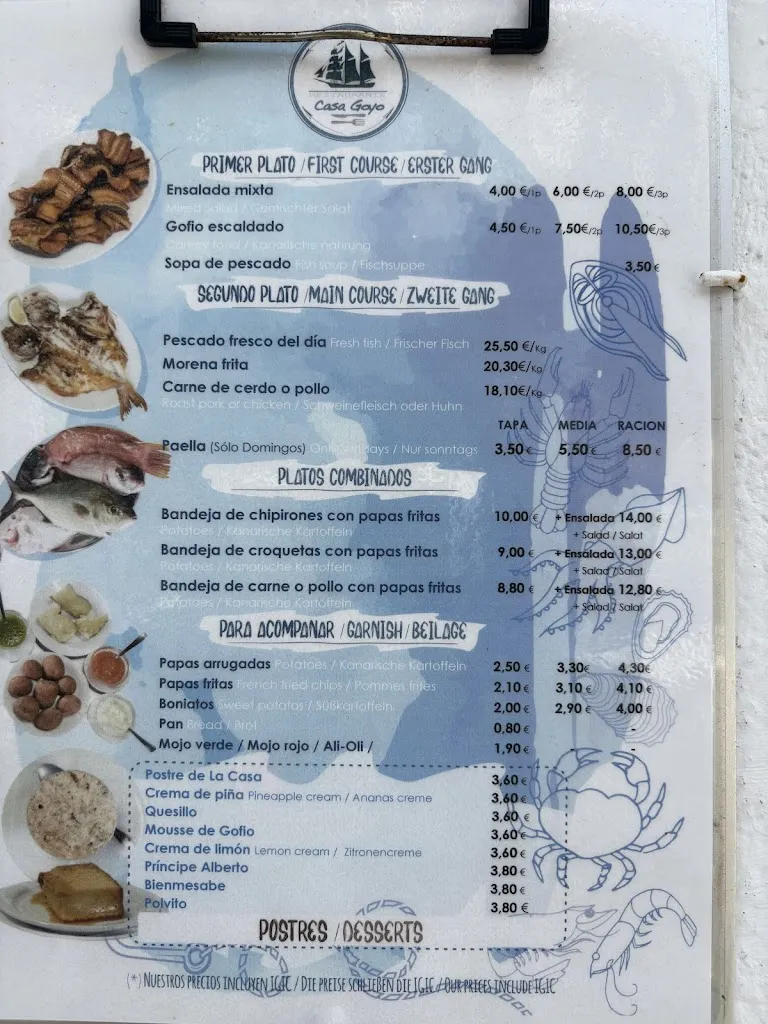 RESTAURANTE
Casa Goyo
PRIMER PLATO / FIRST COURSE / ERSTER GANG
Ensalada mixta 4,00 €/1p 6,00 €/2p 8,00 €/3p
Mixed Salad / Gemischter Salat
Gofio escaldado 4,50 €/1p 7,50€/2p 10,50€/3p
Canary food / Kanarische nahrung
Sopa de pescado Fish soup / Fischsuppe 3,50 €
SEGUNDO PLATO / MAIN COURSE / ZWEITE GANG
Pescado fresco del día Fresh fish / Frischer Fisch 25,50 €/Kg
Morena frita 20,30€/Kg
Carne de cerdo o pollo 18,10€/Kg
Roast pork or chicken / Schweinefleisch oder Huhn
TAPA MEDIA RACION
Paella (Sólo Domingos) Only sundays / Nur sonntags 3,50 € 5,50 € 8,50 €
PLATOS COMBINADOS
Bandeja de chipirones con papas fritas 10,00 € + Ensalada 14,00 €
Potatoes / Kanarische Kartoffeln + Salad / Salat
Bandeja de croquetas con papas fritas 9,00 € + Ensalada 13,00 €
Potatoes / Kanarische Kartoffeln + Salad / Salat
Bandeja de carne o pollo con papas fritas 8,80 € + Ensalada 12,80 €
Potatoes / Kanarische Kartoffeln + Salad / Salat
PARA ACOMPAÑAR / GARNISH / BEILAGE
Papas arrugadas Potatoes / Kanarische Kartoffeln 2,50 € 3,30€ 4,30€
Papas fritas French fried chips / Pommes frites 2,10 € 3,10 € 4,10 €
Boniatos Sweet potatos / Süßkartoffeln 2,00 € 2,90 € 4,00 €
Pan Bread / Brot 0,80 € - -
Mojo verde / Mojo rojo / Ali-Oli / 1,90 € - -
Postre de La Casa 3,60 €
Crema de piña Pineapple cream / Ananas creme 3,60 €
Quesillo 3,60 €
Mousse de Gofio 3,60 €
Crema de limón Lemon cream / Zitronencreme 3,60 €
Príncipe Alberto 3,80 €
Bienmesabe 3,80 €
Polvito 3,80 €
POSTRES / DESSERTS
(*) NUESTROS PRECIOS INCLUYEN IGIC / DIE PREISE SCHLIEßEN DIE IGIC / OUR PRICES INCLUDE IGIC